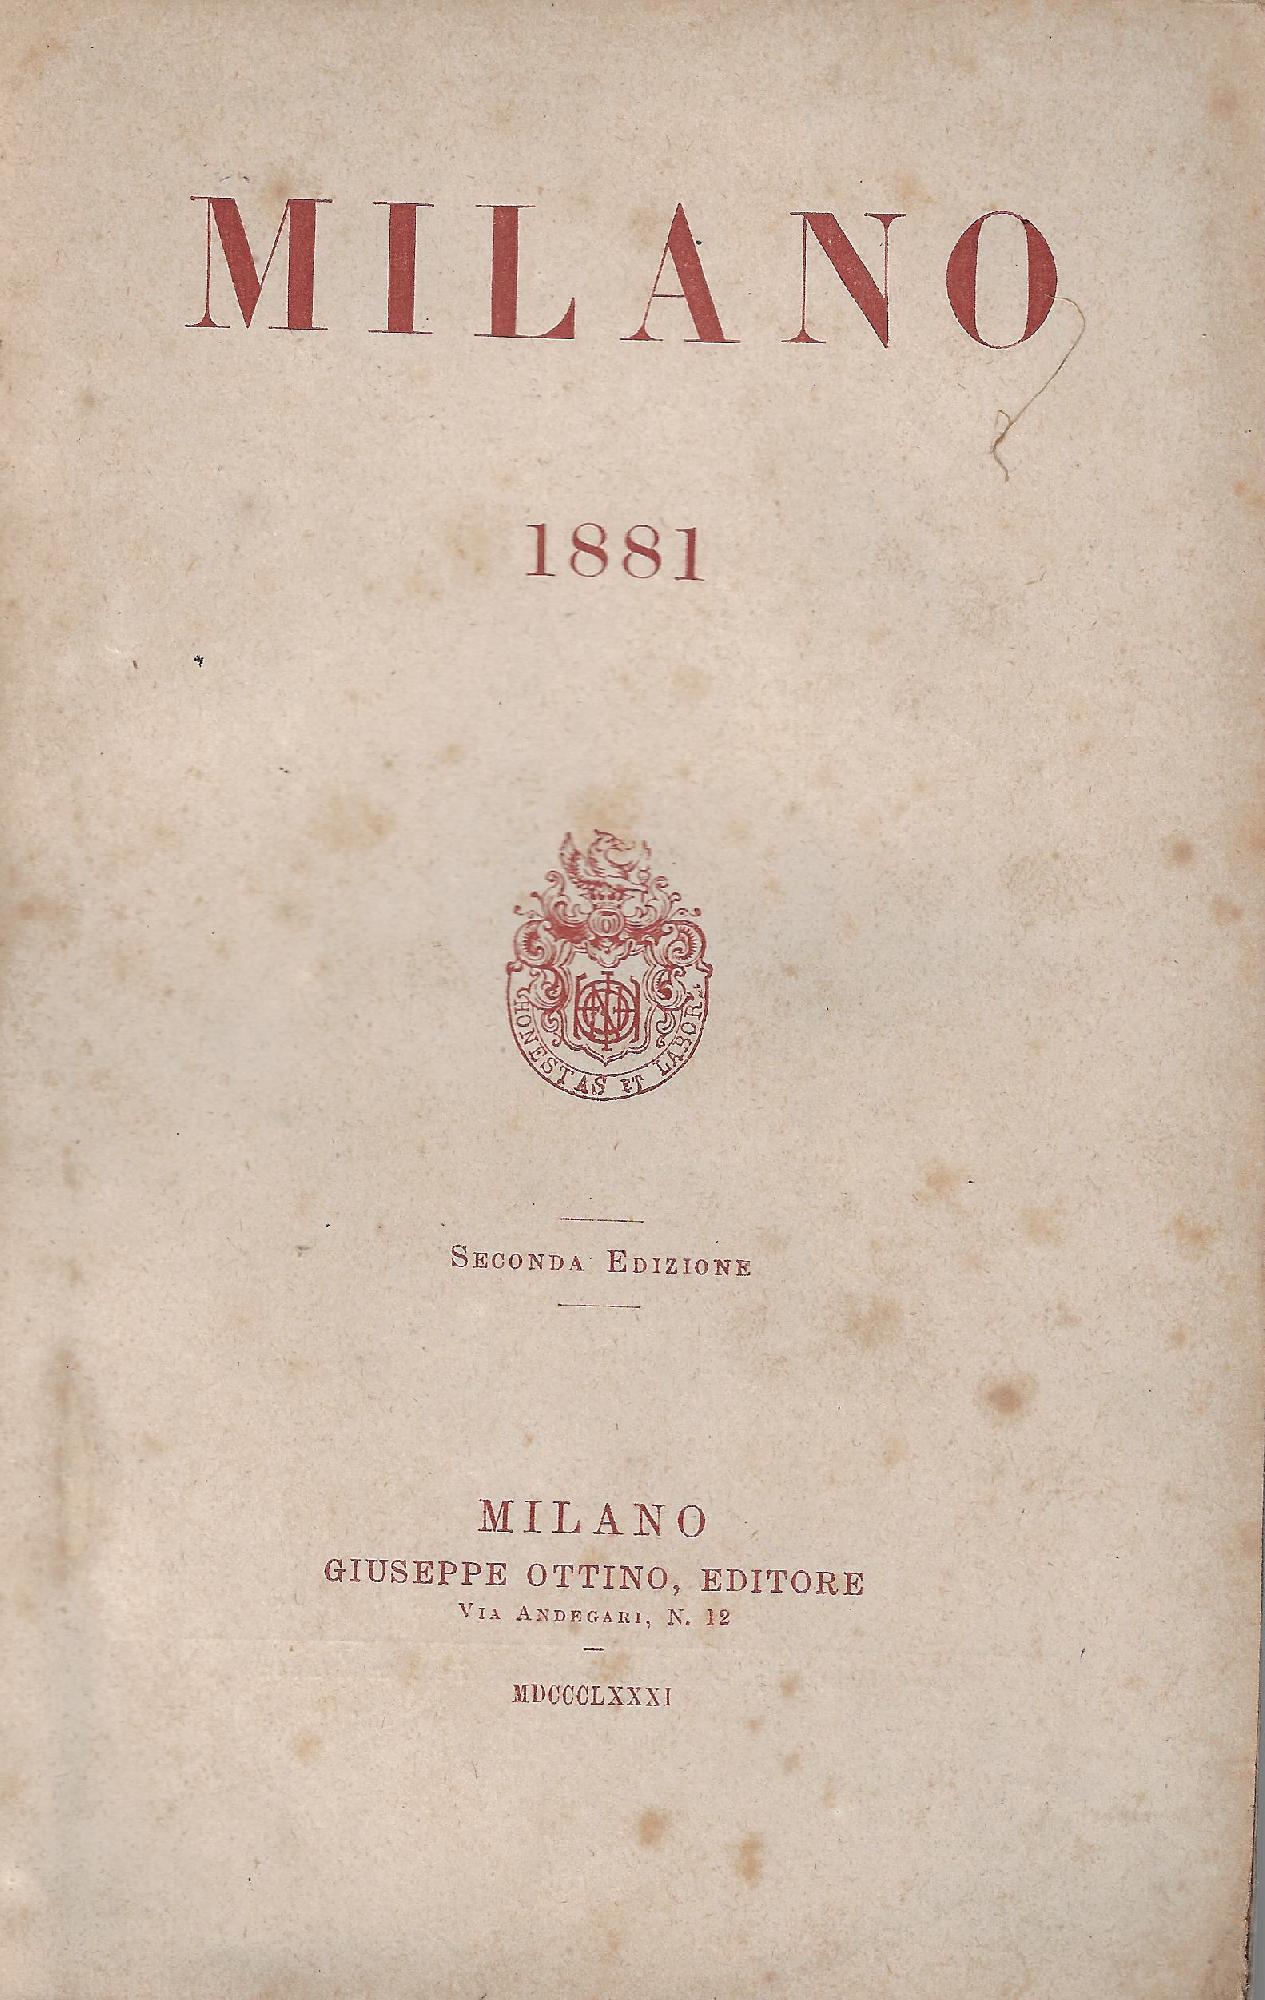 MILANO
1881
HONESTAS ET LABOR.
SECONDA EDIZIONE
MILANO
GIUSEPPE OTTINO, EDITORE
VIA ANDEGARI, N. 12
MDCCCLXXXI